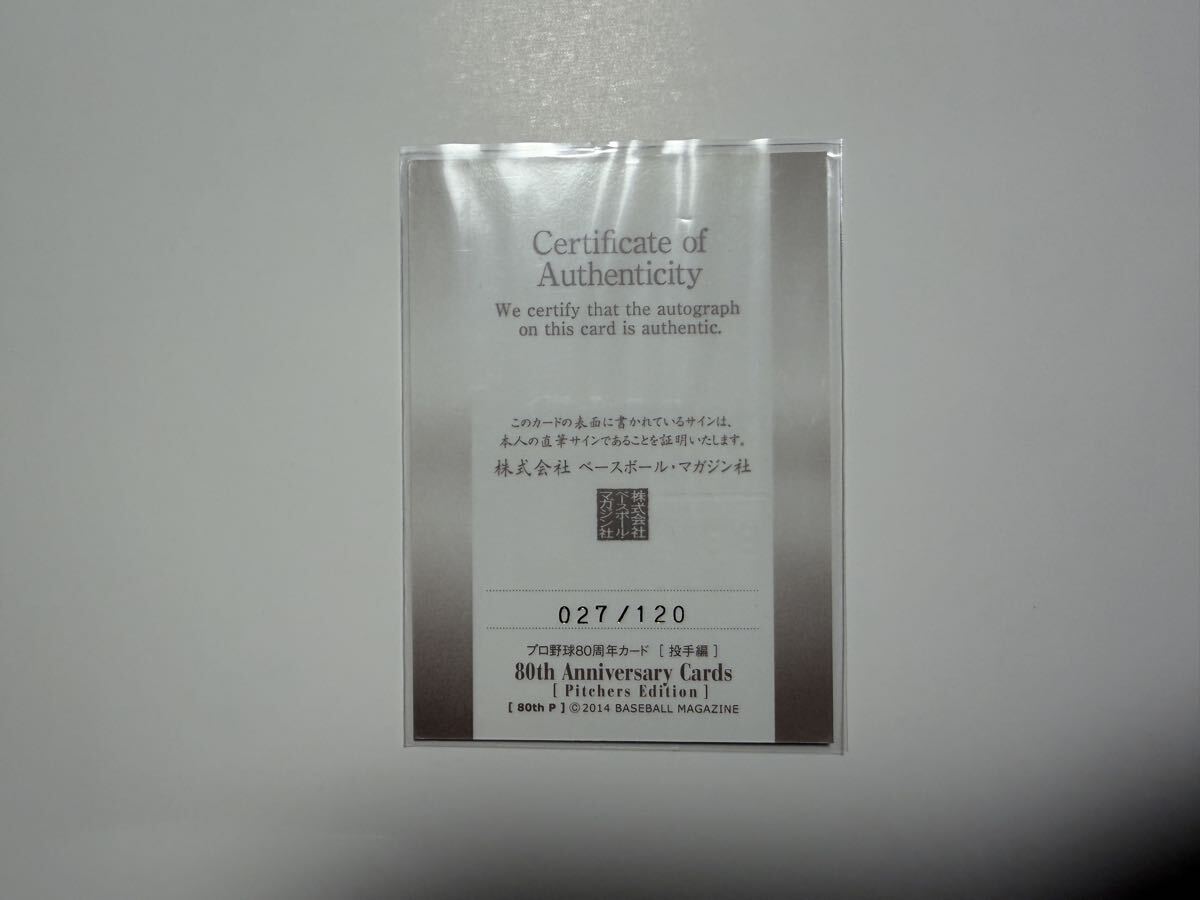 Certificate of
Authenticity
We certify that the autograph
on this card is authentic.
このカードの表面に書かれているサインは、
本人の直筆サインであることを証明いたします。
株式会社 ベースボール・マガジン社
株式会社
ベースボール・
マガジン社
027/120
プロ野球80周年カード [ 投手編 ]
80th Anniversary Cards
[ Pitchers Edition ]
[ 80th P ] ©2014 BASEBALL MAGAZINE